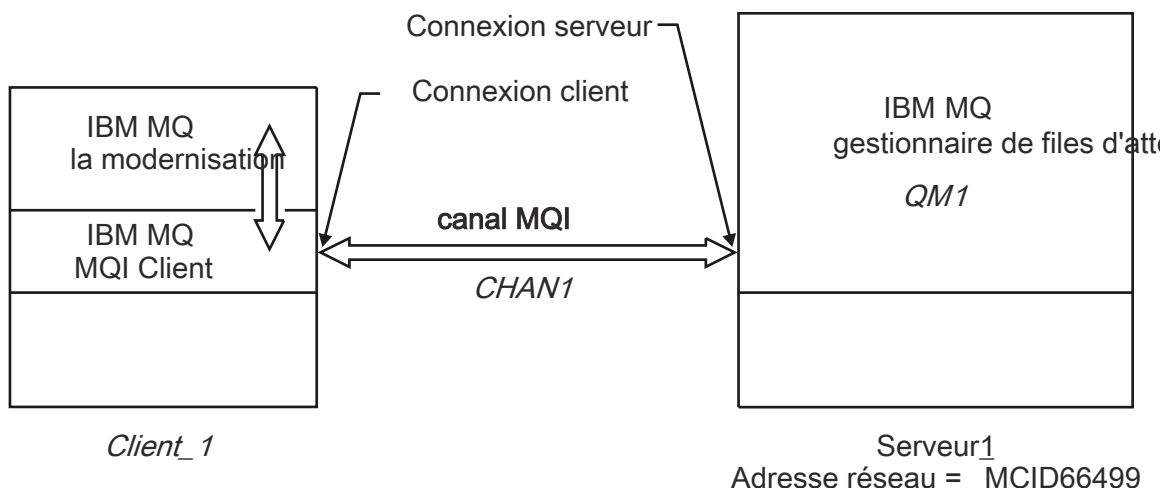 Connexion serveur
Connexion client
IBM MQ
la modernisation
IBM MQ
MQI Client
canal MQI
CHAN1
IBM MQ
gestionnaire de files d'atte
QM1
Client_1
Serveur1
Adresse réseau = MCID66499